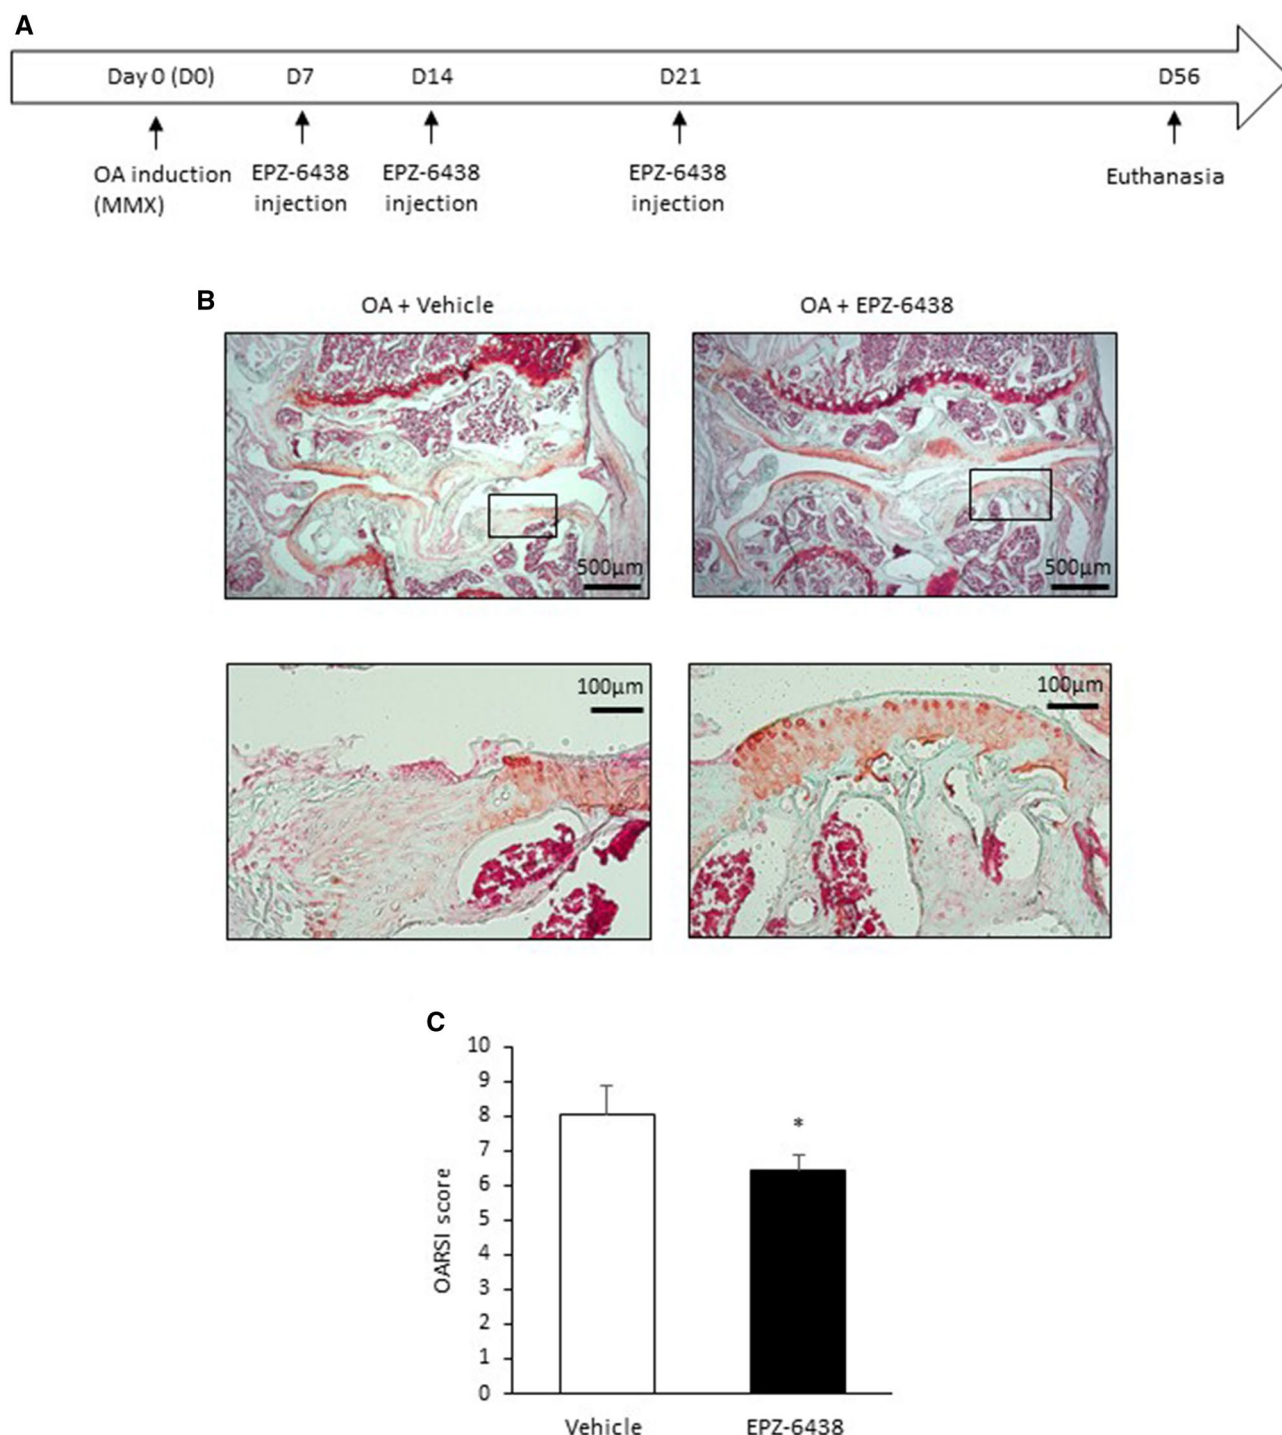 A
Day 0 (D0) D7 D14 D21 D56
OA induction
(MMX)
EPZ-6438
injection
EPZ-6438
injection
EPZ-6438
injection
Euthanasia
B
OA + Vehicle OA + EPZ-6438
500µm 500µm
100µm 100µm
C
10
9
8
7
6
5
4
3
2
1
0
OARSI score
*
Vehicle EPZ-6438